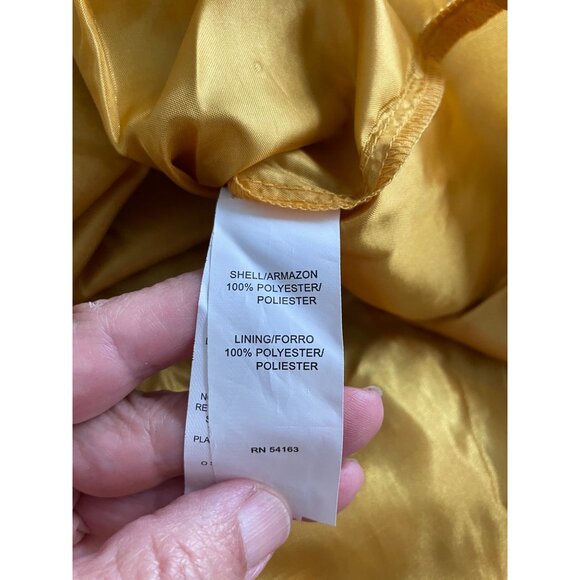 SHELL/ARMAZON
100% POLYESTER/
POLIESTER
LINING/FORRO
100% POLYESTER/
POLIESTER
RN 54163